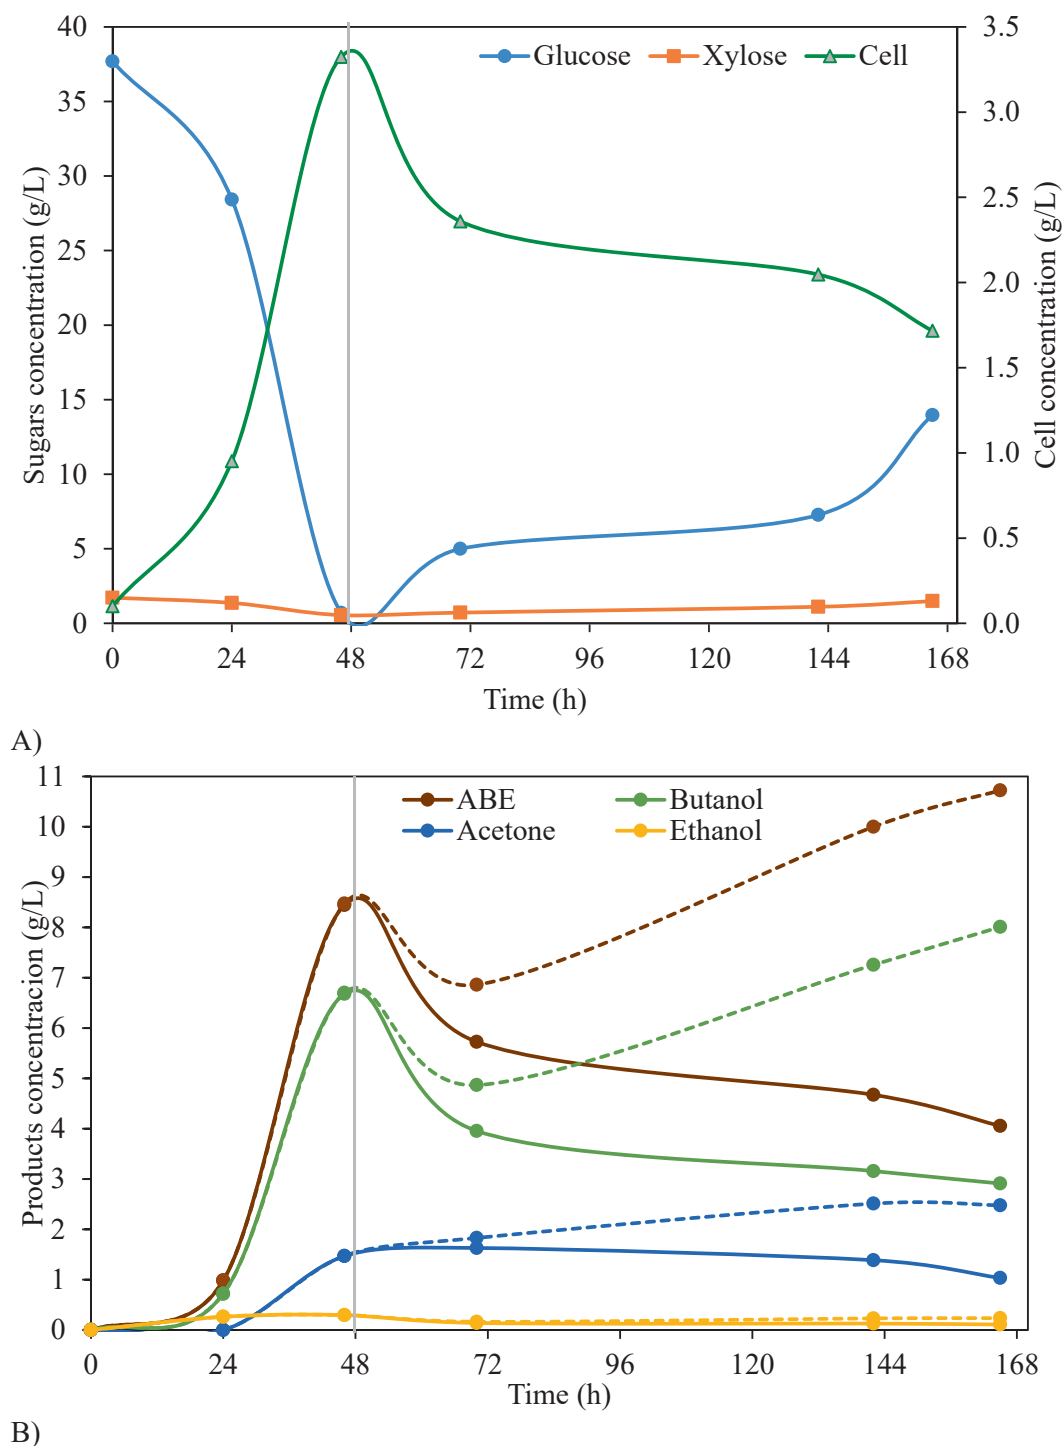 40
35
30
25
20
15
10
5
0
Sugars concentration (g/L)
Glucose Xylose Cell
3.5
3.0
2.5
2.0
1.5
1.0
0.5
0.0
Cell concentration (g/L)
0 24 48 72 96 120 144 168
Time (h)
A)
11
10
9
8
7
6
5
4
3
2
1
0
Products concentracion (g/L)
ABE Butanol
Acetone Ethanol
0 24 48 72 96 120 144 168
Time (h)
B)